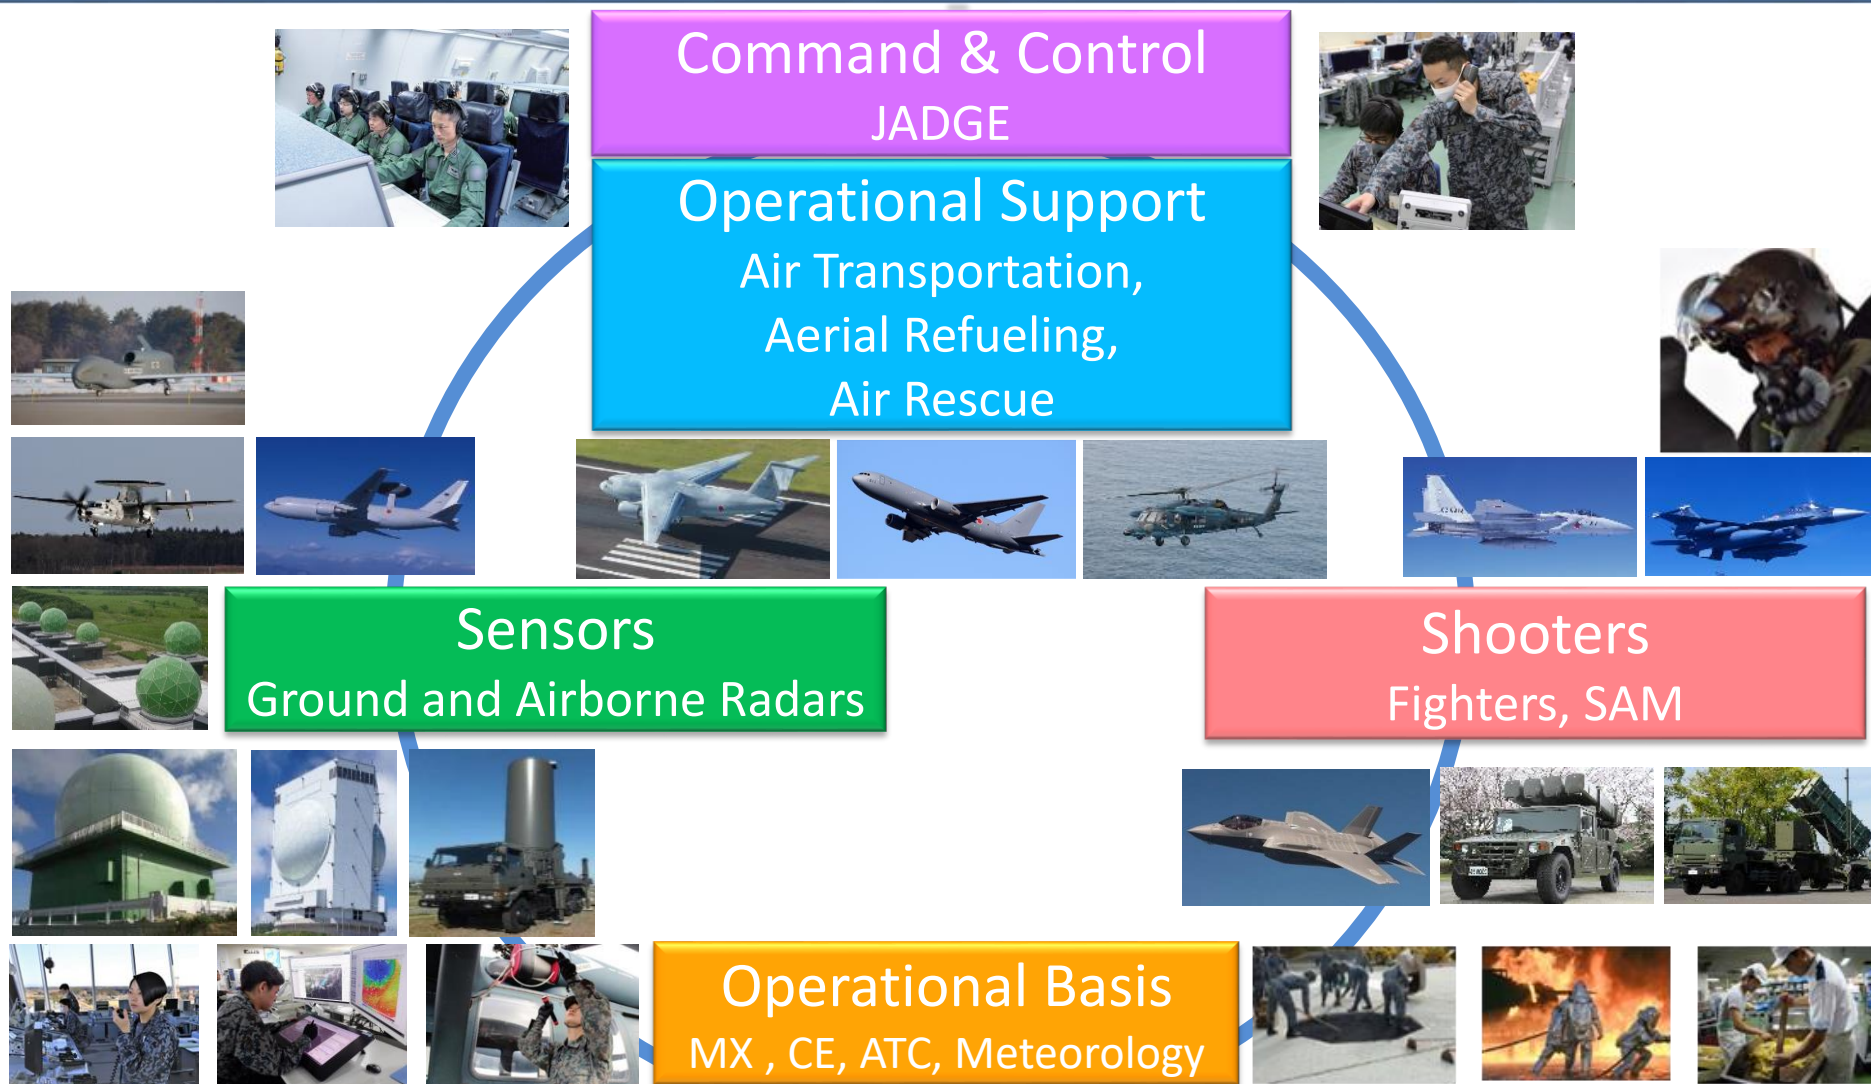 Command & Control
JADGE
Operational Support
Air Transportation,
Aerial Refueling,
Air Rescue
Sensors
Ground and Airborne Radars
Shooters
Fighters, SAM
Operational Basis
MX , CE, ATC, Meteorology